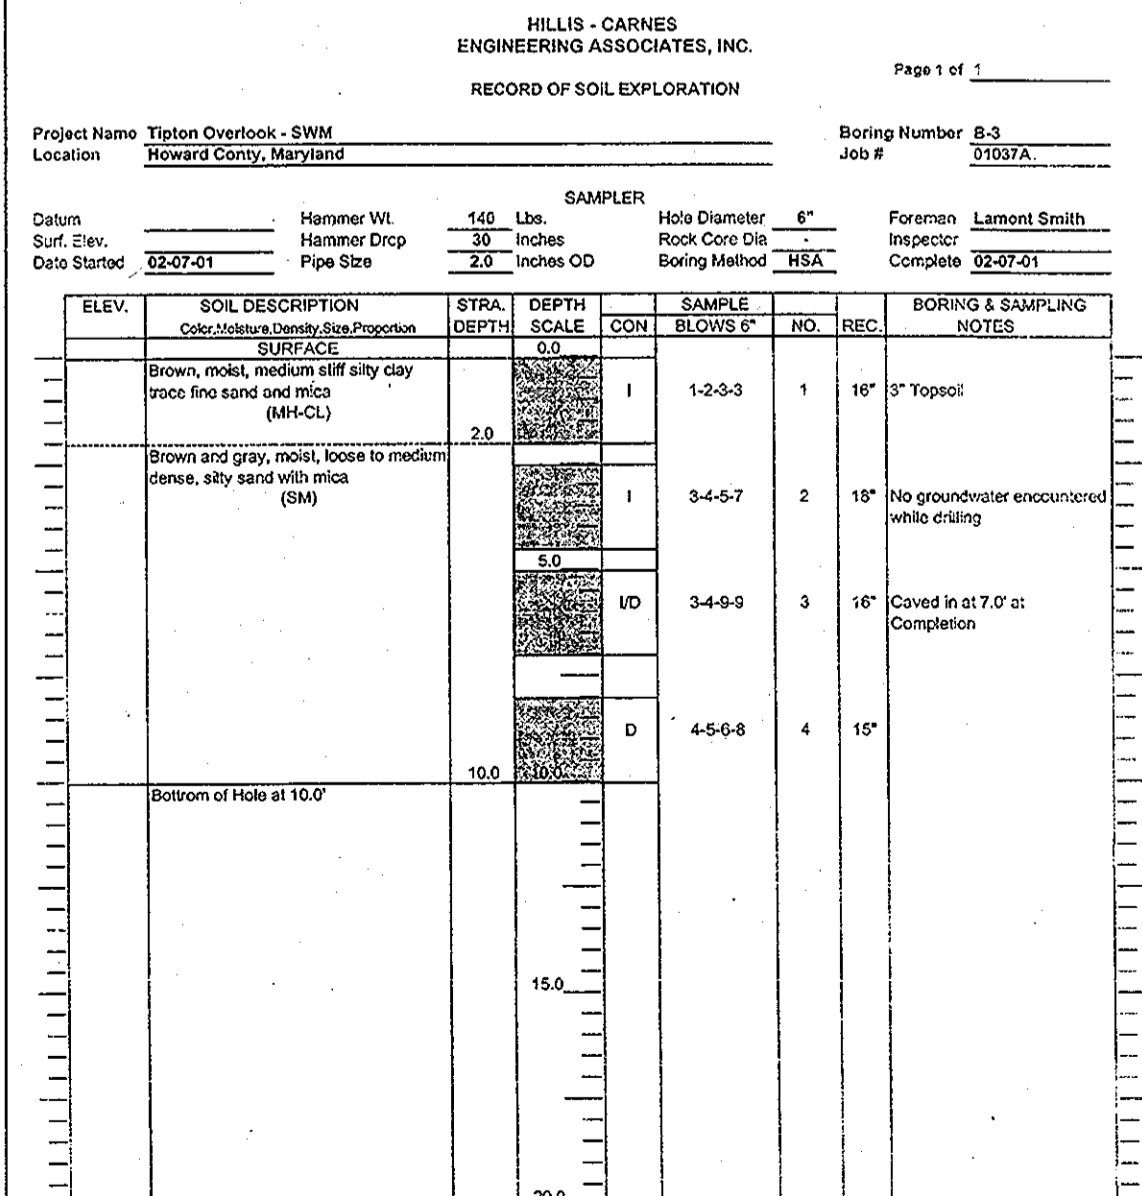 HILLIS - CARNES
ENGINEERING ASSOCIATES, INC.
Page 1 of 1
RECORD OF SOIL EXPLORATION
Project Name Tipton Overlook - SWM Boring Number B-3
Location Howard Conty, Maryland Job # 01037A.
SAMPLER
Datum Hammer Wt. 140 Lbs. Hole Diameter 6" Foreman Lamont Smith
Surf. Elev. Hammer Drop 30 Inches Rock Core Dia - Inspector
Date Started 02-07-01 Pipe Size 2.0 Inches OD Boring Method HSA Complete 02-07-01
ELEV. SOIL DESCRIPTION STRA. DEPTH SAMPLE BORING & SAMPLING
Color,Moisture,Density,Size,Proportion DEPTH SCALE CON BLOWS 6" NO. REC. NOTES
SURFACE 0.0
Brown, moist, medium stiff silty clay
trace fine sand and mica I 1-2-3-3 1 16" 3" Topsoil
(MH-CL)
2.0
Brown and gray, moist, loose to medium
dense, silty sand with mica
(SM) I 3-4-5-7 2 18" No groundwater encountered
while drilling
5.0
I/D 3-4-9-9 3 16" Caved in at 7.0' at
Completion
D 4-5-6-8 4 15"
10.0 10.0
Bottrom of Hole at 10.0'
15.0
20.0